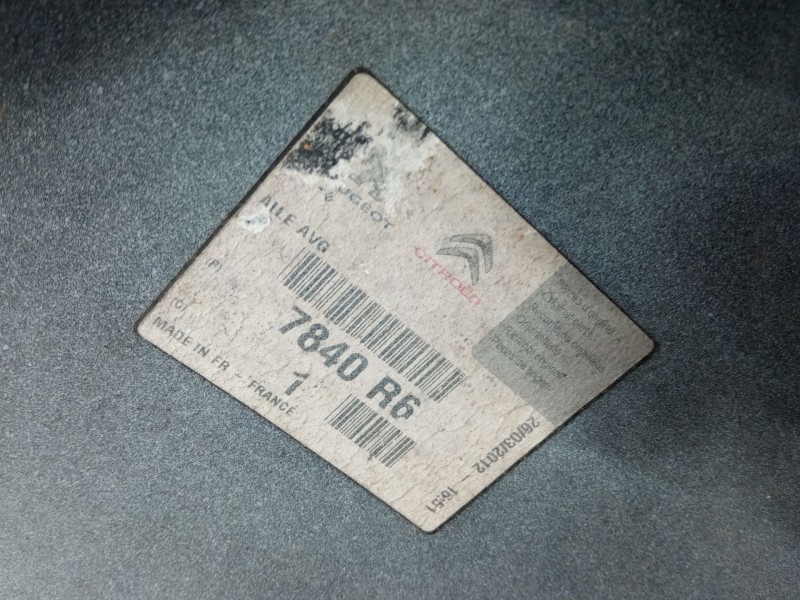 PEUGEOT
CITROËN
AILE AVG
(P)
(C)
7840 R6
1
MADE IN FR - FRANCE
26/03/2012 - 16:51